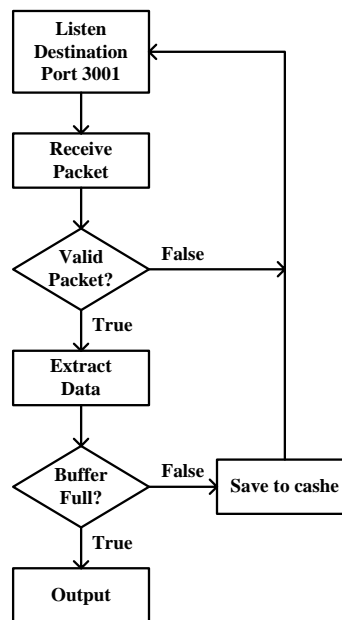 Listen
Destination
Port 3001
Receive
Packet
Valid
Packet?
False
True
Extract
Data
Buffer
Full?
False
Save to cashe
True
Output